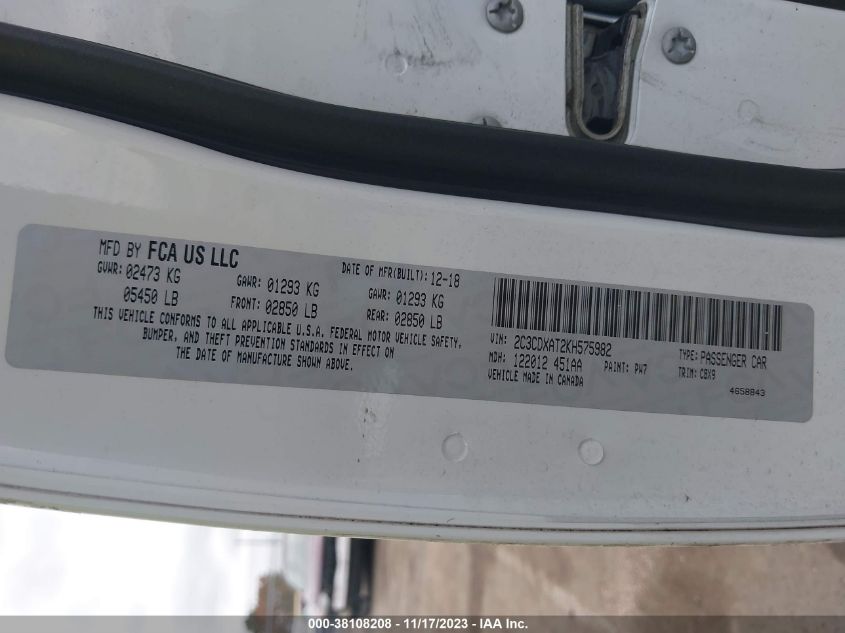 MFD BY FCA US LLC
DATE OF MFR(BUILT): 12-18
GVWR: 02473 KG
GAWR: 01293 KG
GAWR: 01293 KG
05450 LB
FRONT: 02850 LB
REAR: 02850 LB
THIS VEHICLE CONFORMS TO ALL APPLICABLE U.S.A. FEDERAL MOTOR VEHICLE SAFETY,
BUMPER, AND THEFT PREVENTION STANDARDS IN EFFECT ON
THE DATE OF MANUFACTURE SHOWN ABOVE.
VIN: 2C3CDXAT2KH575982
TYPE: PASSENGER CAR
MDH: 122012 451AA
PAINT: PW7
TRIM: CBX9
VEHICLE MADE IN CANADA
4658843
000-38108208 - 11/17/2023 - IAA Inc.